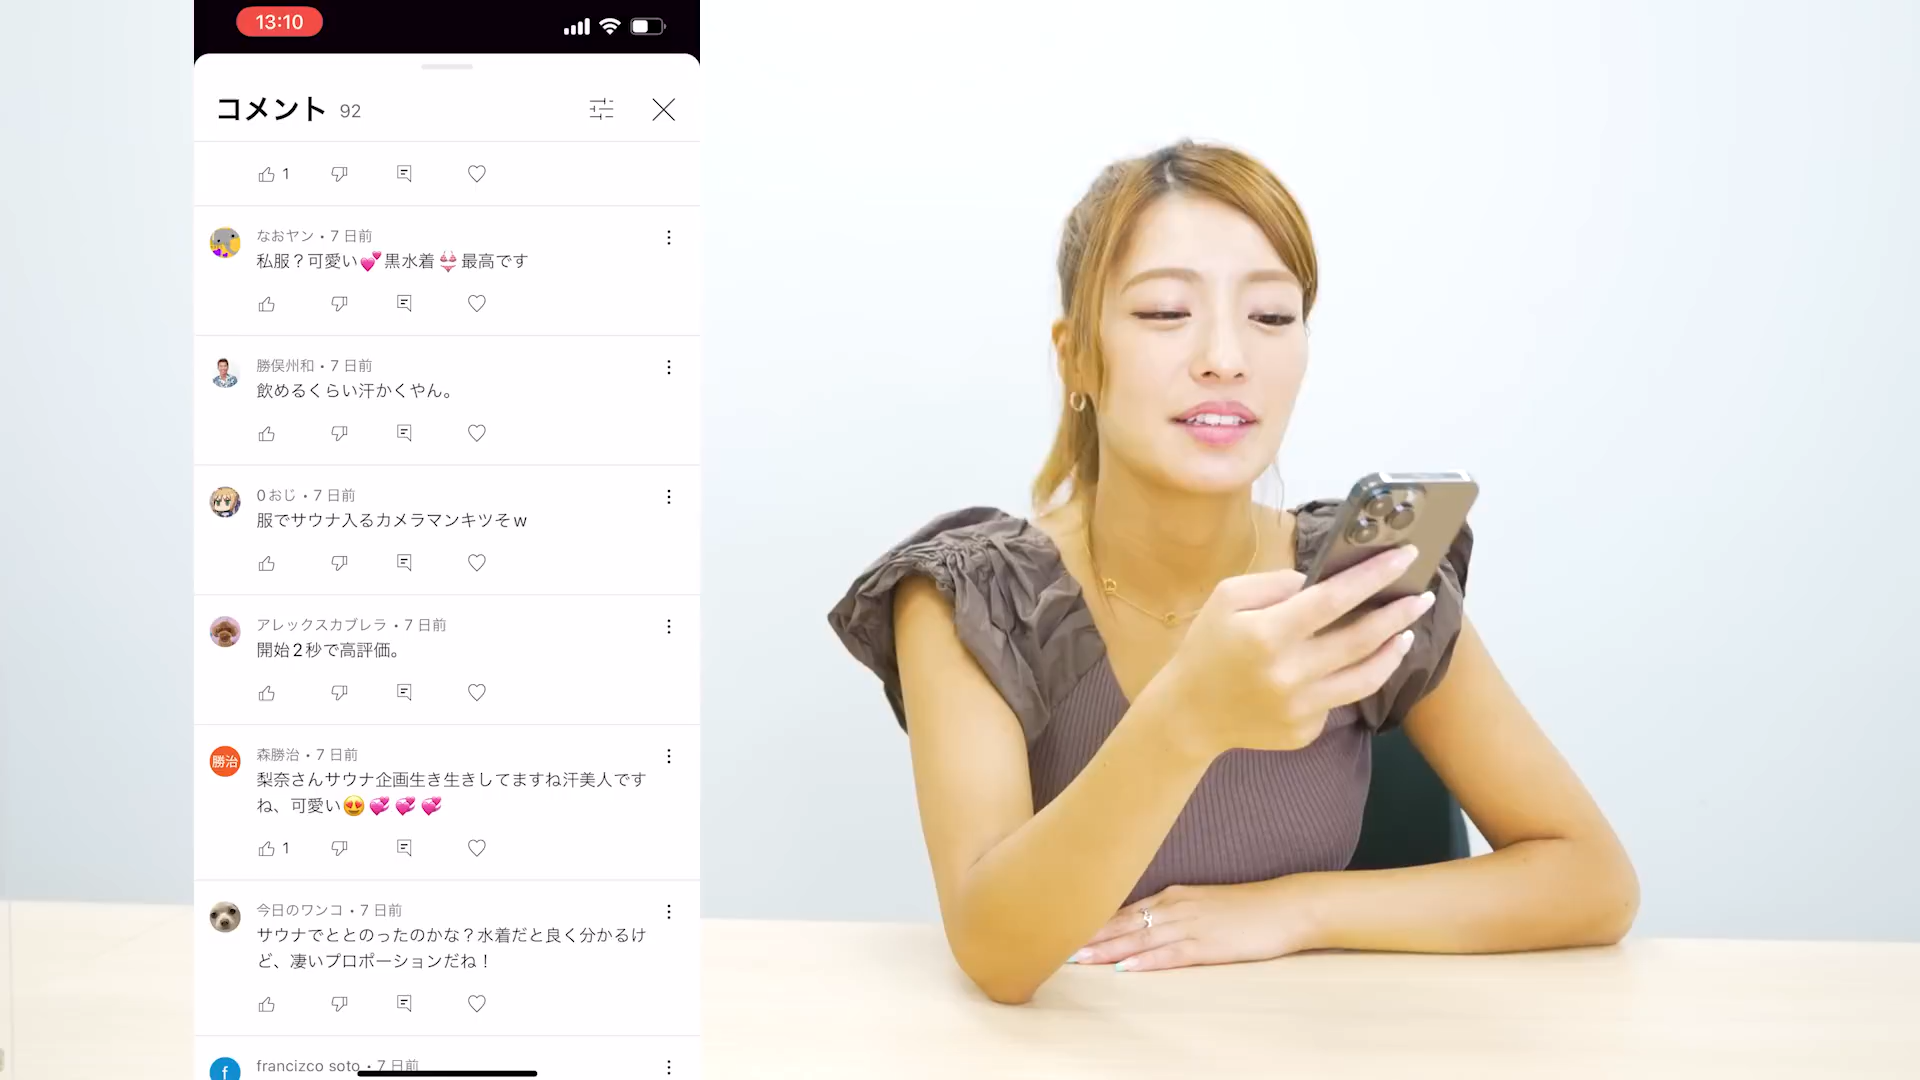 13:10
コメント 92
1
なおヤン・7 日前
私服？可愛い💕黒水着👙最高です
勝俣州和・7 日前
飲めるくらい汗かくやん。
0おじ・7 日前
服でサウナ入るカメラマンキツそw
アレックスカブレラ・7 日前
開始2秒で高評価。
勝治
森勝治・7 日前
梨奈さんサウナ企画生き生きしてますね汗美人です
ね、可愛い😍💞💞💞
1
今日のワンコ・7 日前
サウナでととのったのかな？水着だと良く分かるけ
ど、凄いプロポーションだね！
f
francizco soto・7 日前